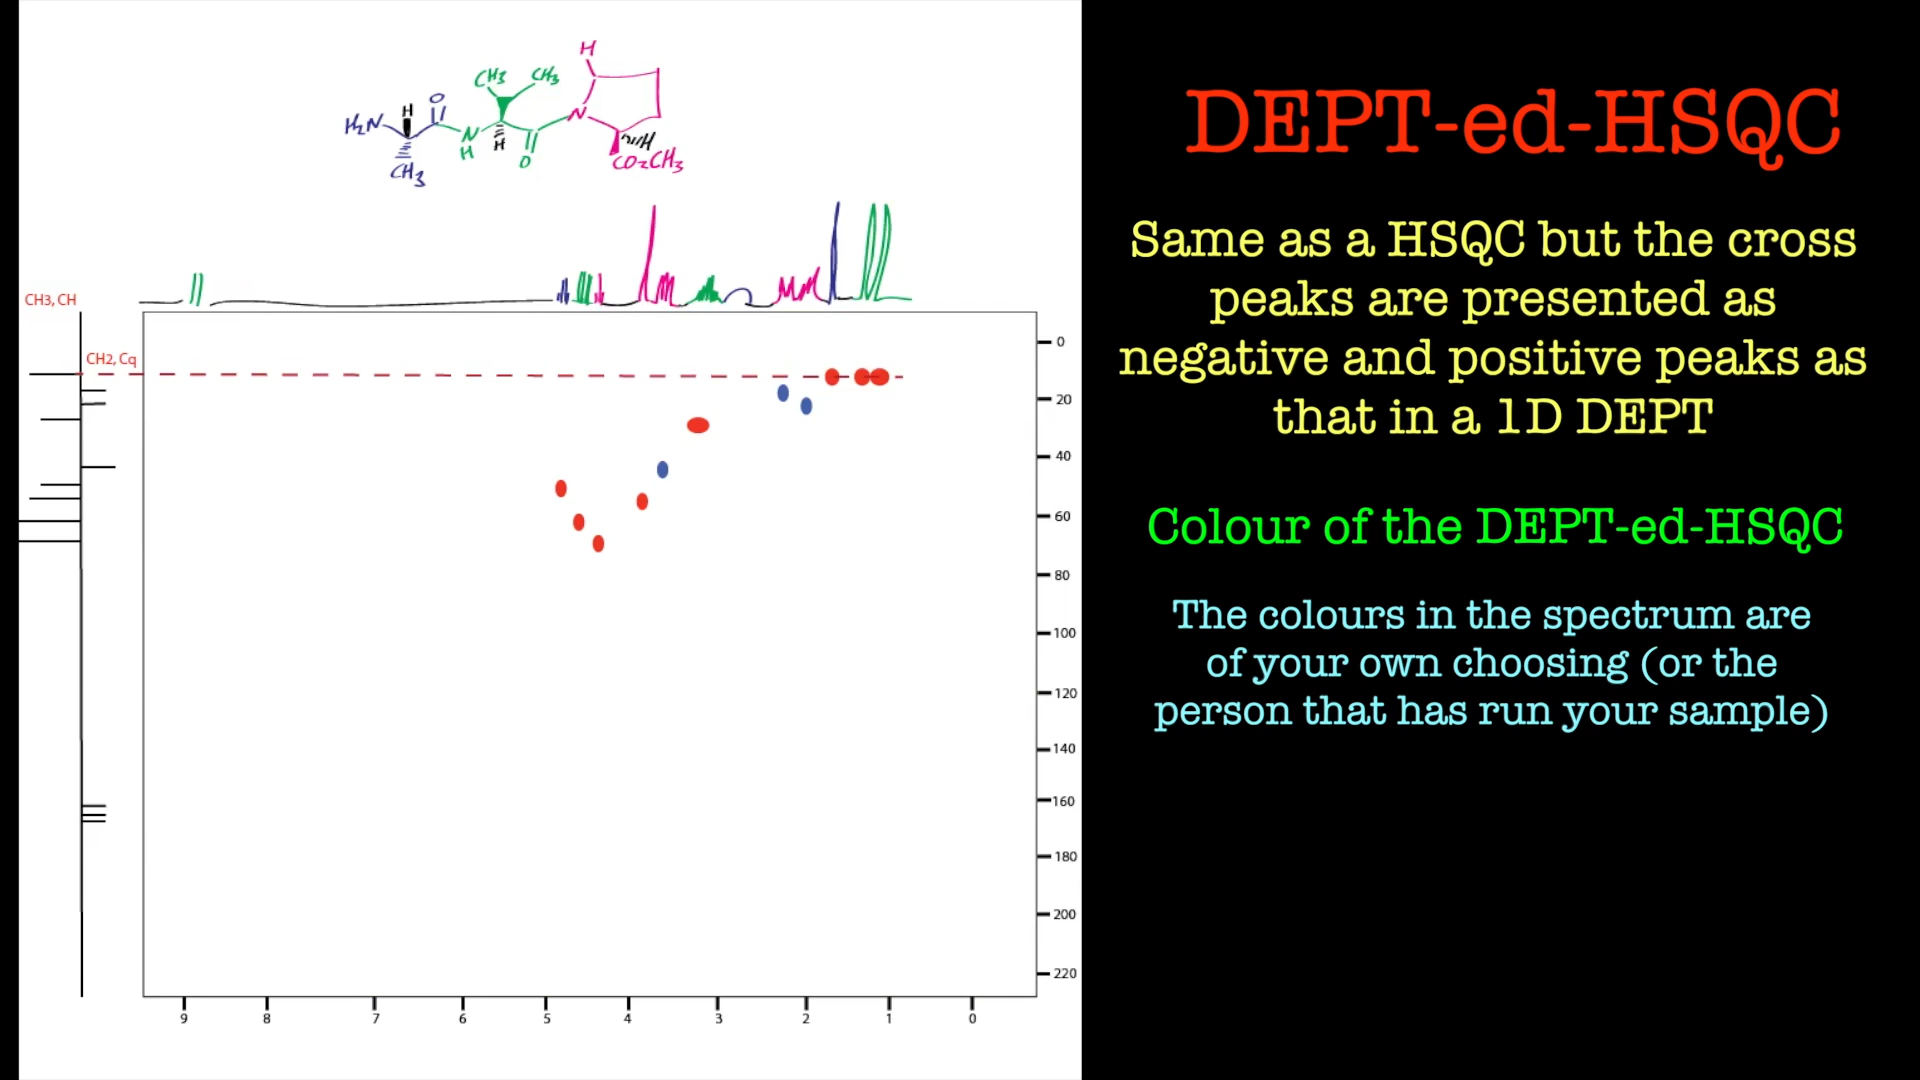 H
CH3 CH3
H O
H2N N N
H H O H
CH3 CO2CH3
CH3, CH
CH2, Cq
0
20
40
60
80
100
120
140
160
180
200
220
9 8 7 6 5 4 3 2 1 0
DEPT-ed-HSQC
Same as a HSQC but the cross
peaks are presented as
negative and positive peaks as
that in a 1D DEPT
Colour of the DEPT-ed-HSQC
The colours in the spectrum are
of your own choosing (or the
person that has run your sample)